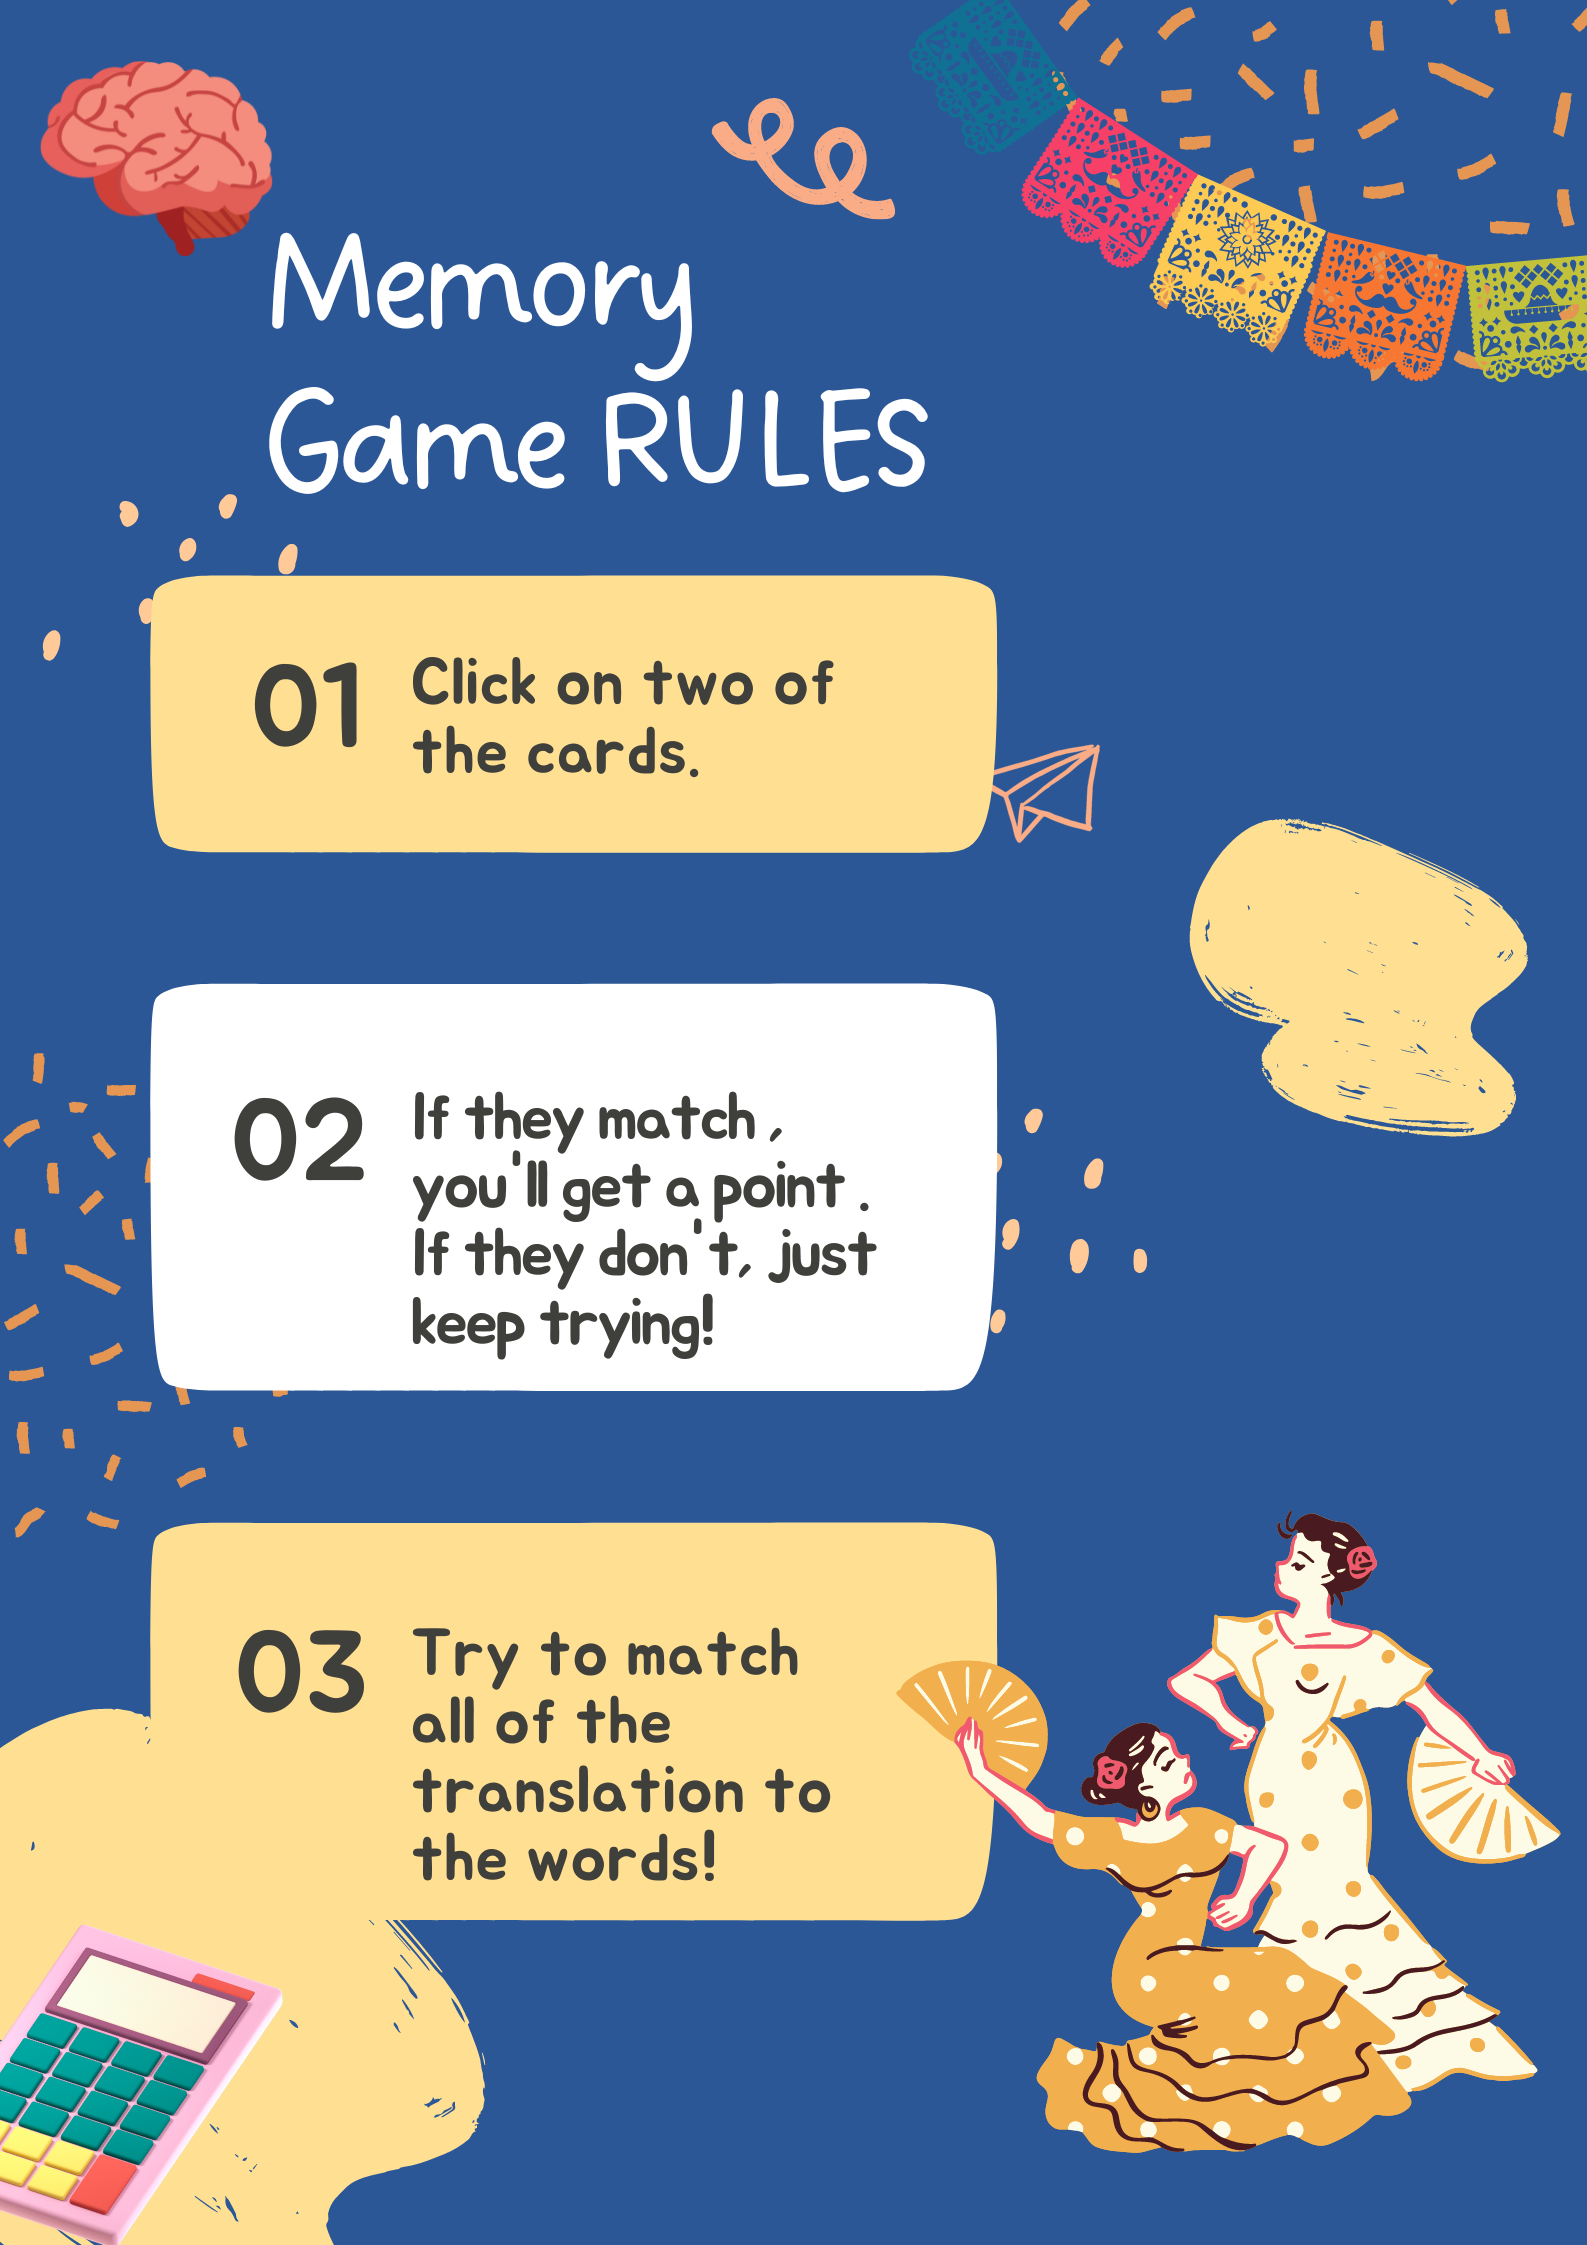 Memory
Game RULES
01
Click on two of
the cards.
02
If they match ,
you'll get a point .
If they don't, just
keep trying!
03
Try to match
all of the
translation to
the words!